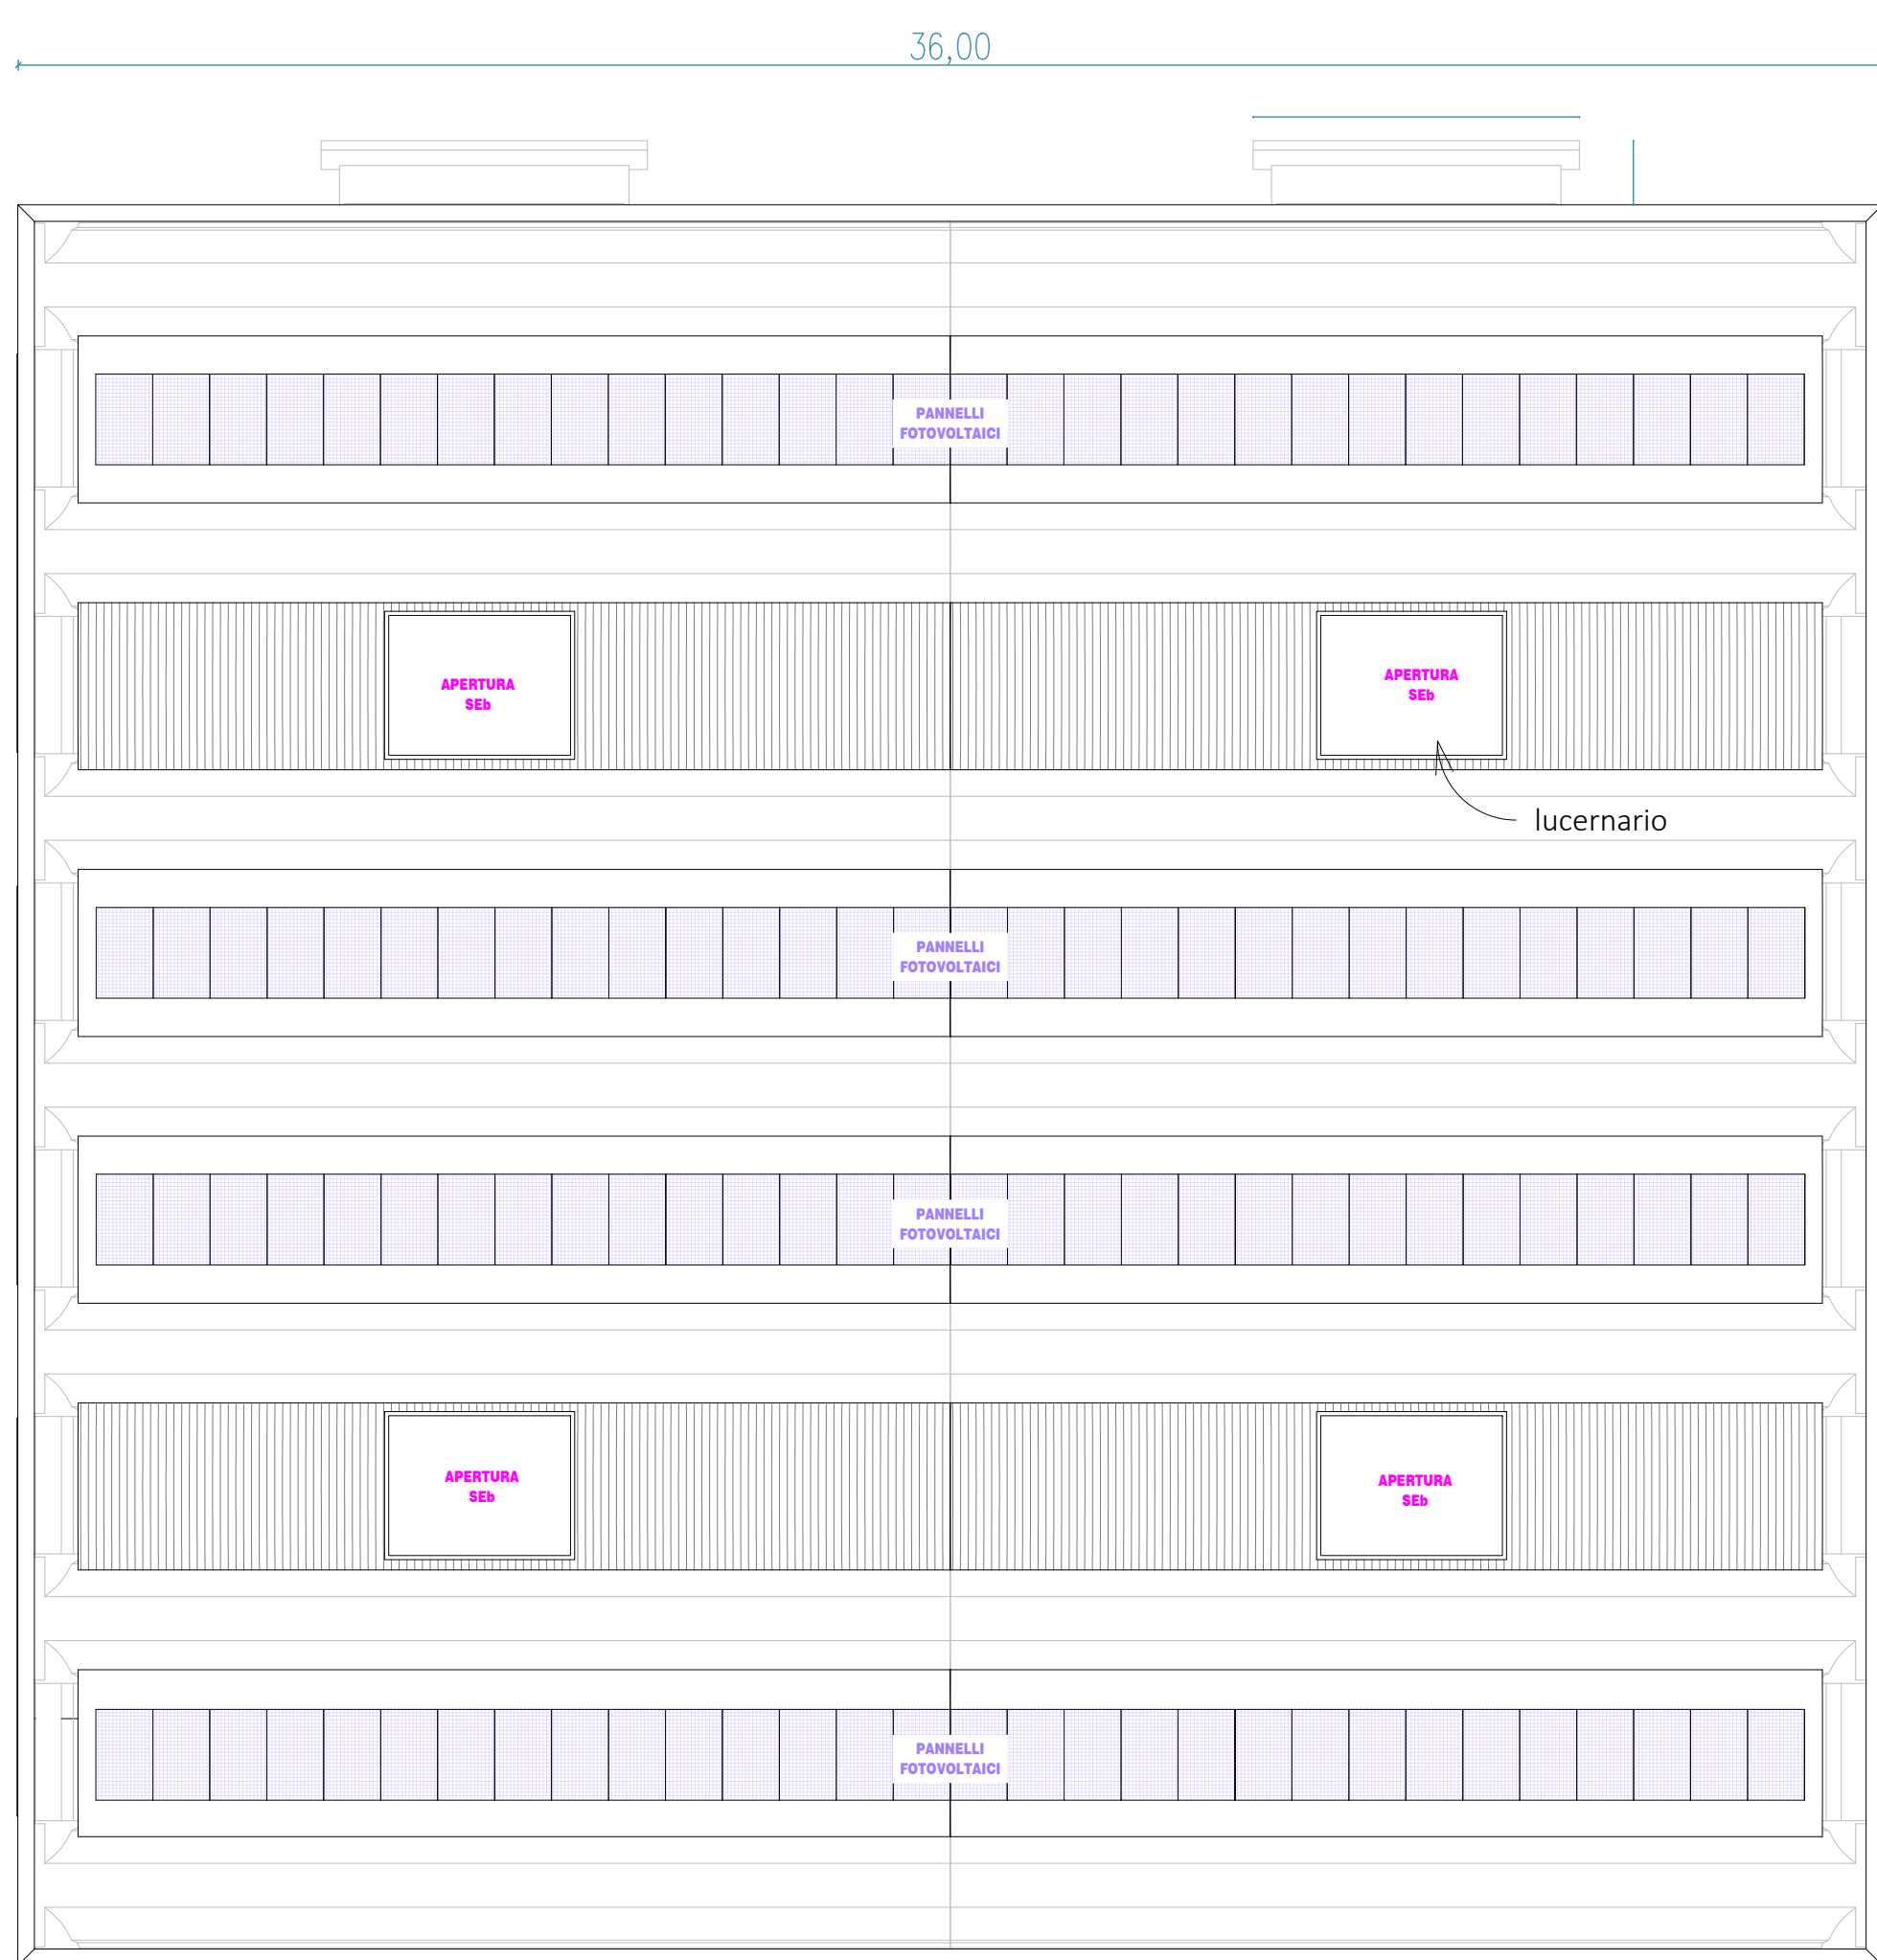 36,00
PANNELLI
FOTOVOLTAICI
APERTURA
SEb
APERTURA
SEb
lucernario
PANNELLI
FOTOVOLTAICI
PANNELLI
FOTOVOLTAICI
APERTURA
SEb
APERTURA
SEb
PANNELLI
FOTOVOLTAICI